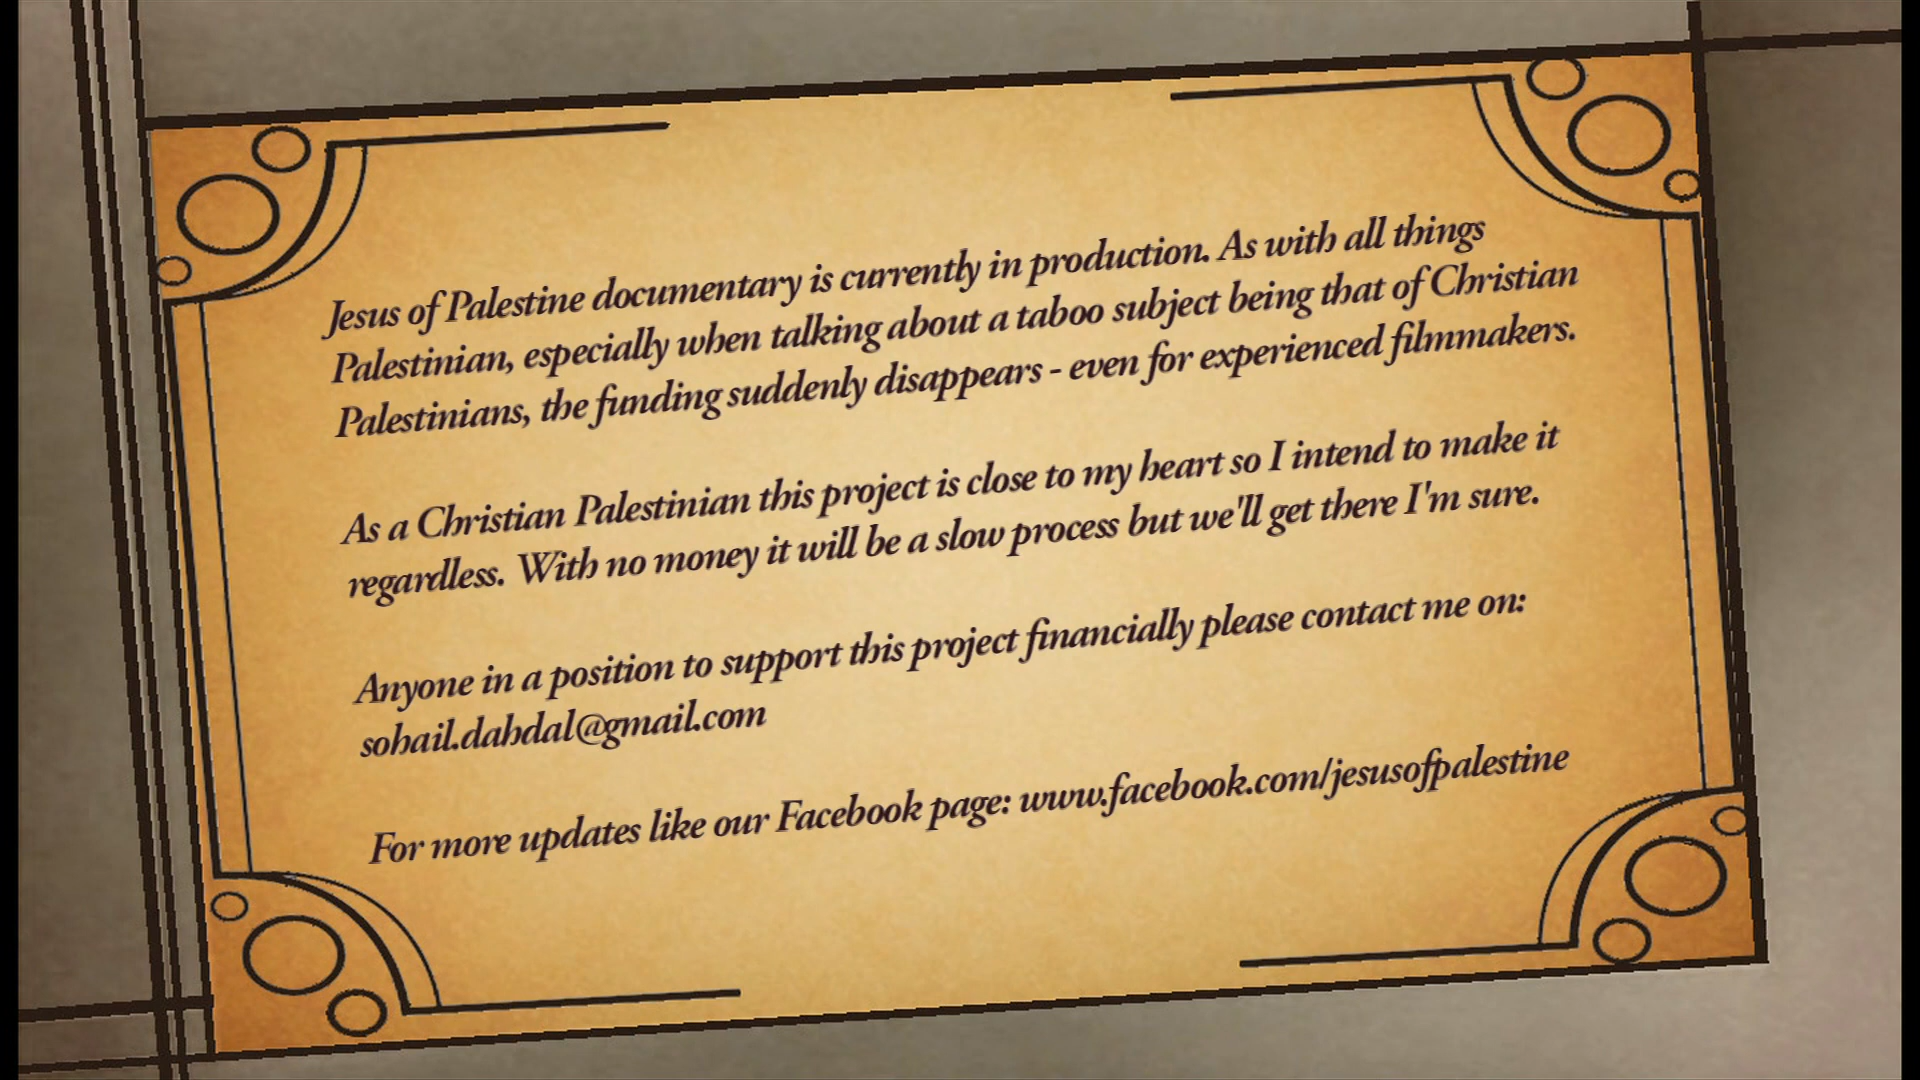 Jesus of Palestine documentary is currently in production. As with all things
Palestinian, especially when talking about a taboo subject being that of Christian
Palestinians, the funding suddenly disappears - even for experienced filmmakers.
As a Christian Palestinian this project is close to my heart so I intend to make it
regardless. With no money it will be a slow process but we'll get there I'm sure.
Anyone in a position to support this project financially please contact me on:
sohail.dahdal@gmail.com
For more updates like our Facebook page: www.facebook.com/jesusofpalestine